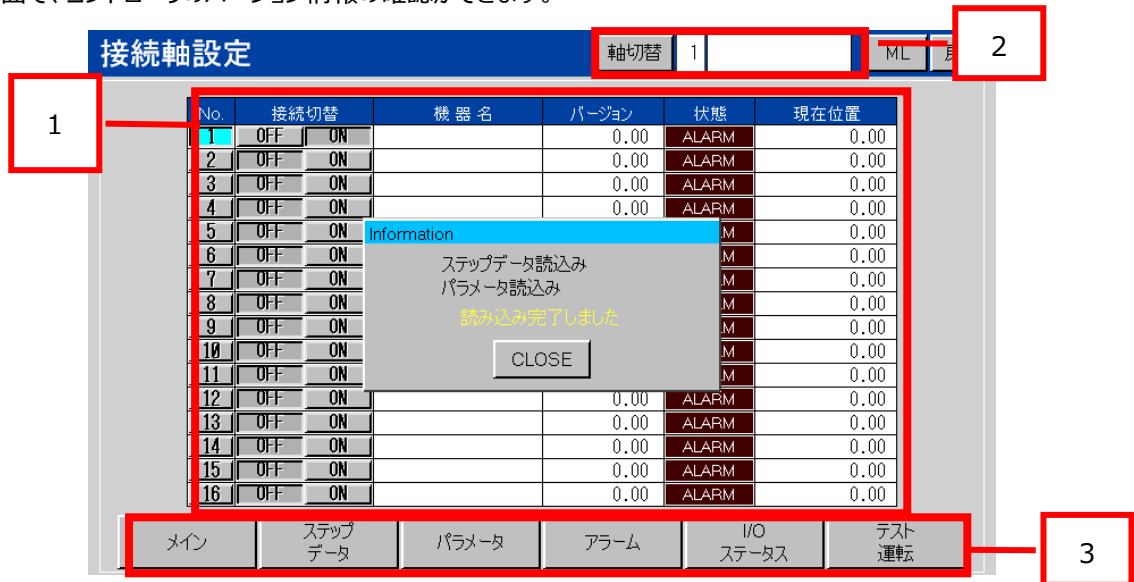 面で、コントローラのバージョン情報の確認ができます。
接続軸設定 軸切替 1 ML
2
1
No. 接続切替 機器名 バージョン 状態 現在位置
1 OFF ON 0.00 ALARM 0.00
2 OFF ON 0.00 ALARM 0.00
3 OFF ON 0.00 ALARM 0.00
4 OFF ON 0.00 ALARM 0.00
5 OFF ON M 0.00
6 OFF ON M 0.00
7 OFF ON M 0.00
8 OFF ON M 0.00
9 OFF ON M 0.00
10 OFF ON M 0.00
11 OFF ON M 0.00
12 OFF ON 0.00 ALARM 0.00
13 OFF ON 0.00 ALARM 0.00
14 OFF ON 0.00 ALARM 0.00
15 OFF ON 0.00 ALARM 0.00
16 OFF ON 0.00 ALARM 0.00
Information
ステップデータ読込み
パラメータ読込み
読み込み完了しました
CLOSE
メイン
ステップ
データ
パラメータ
アラーム
I/O
ステータス
テスト
運転
3